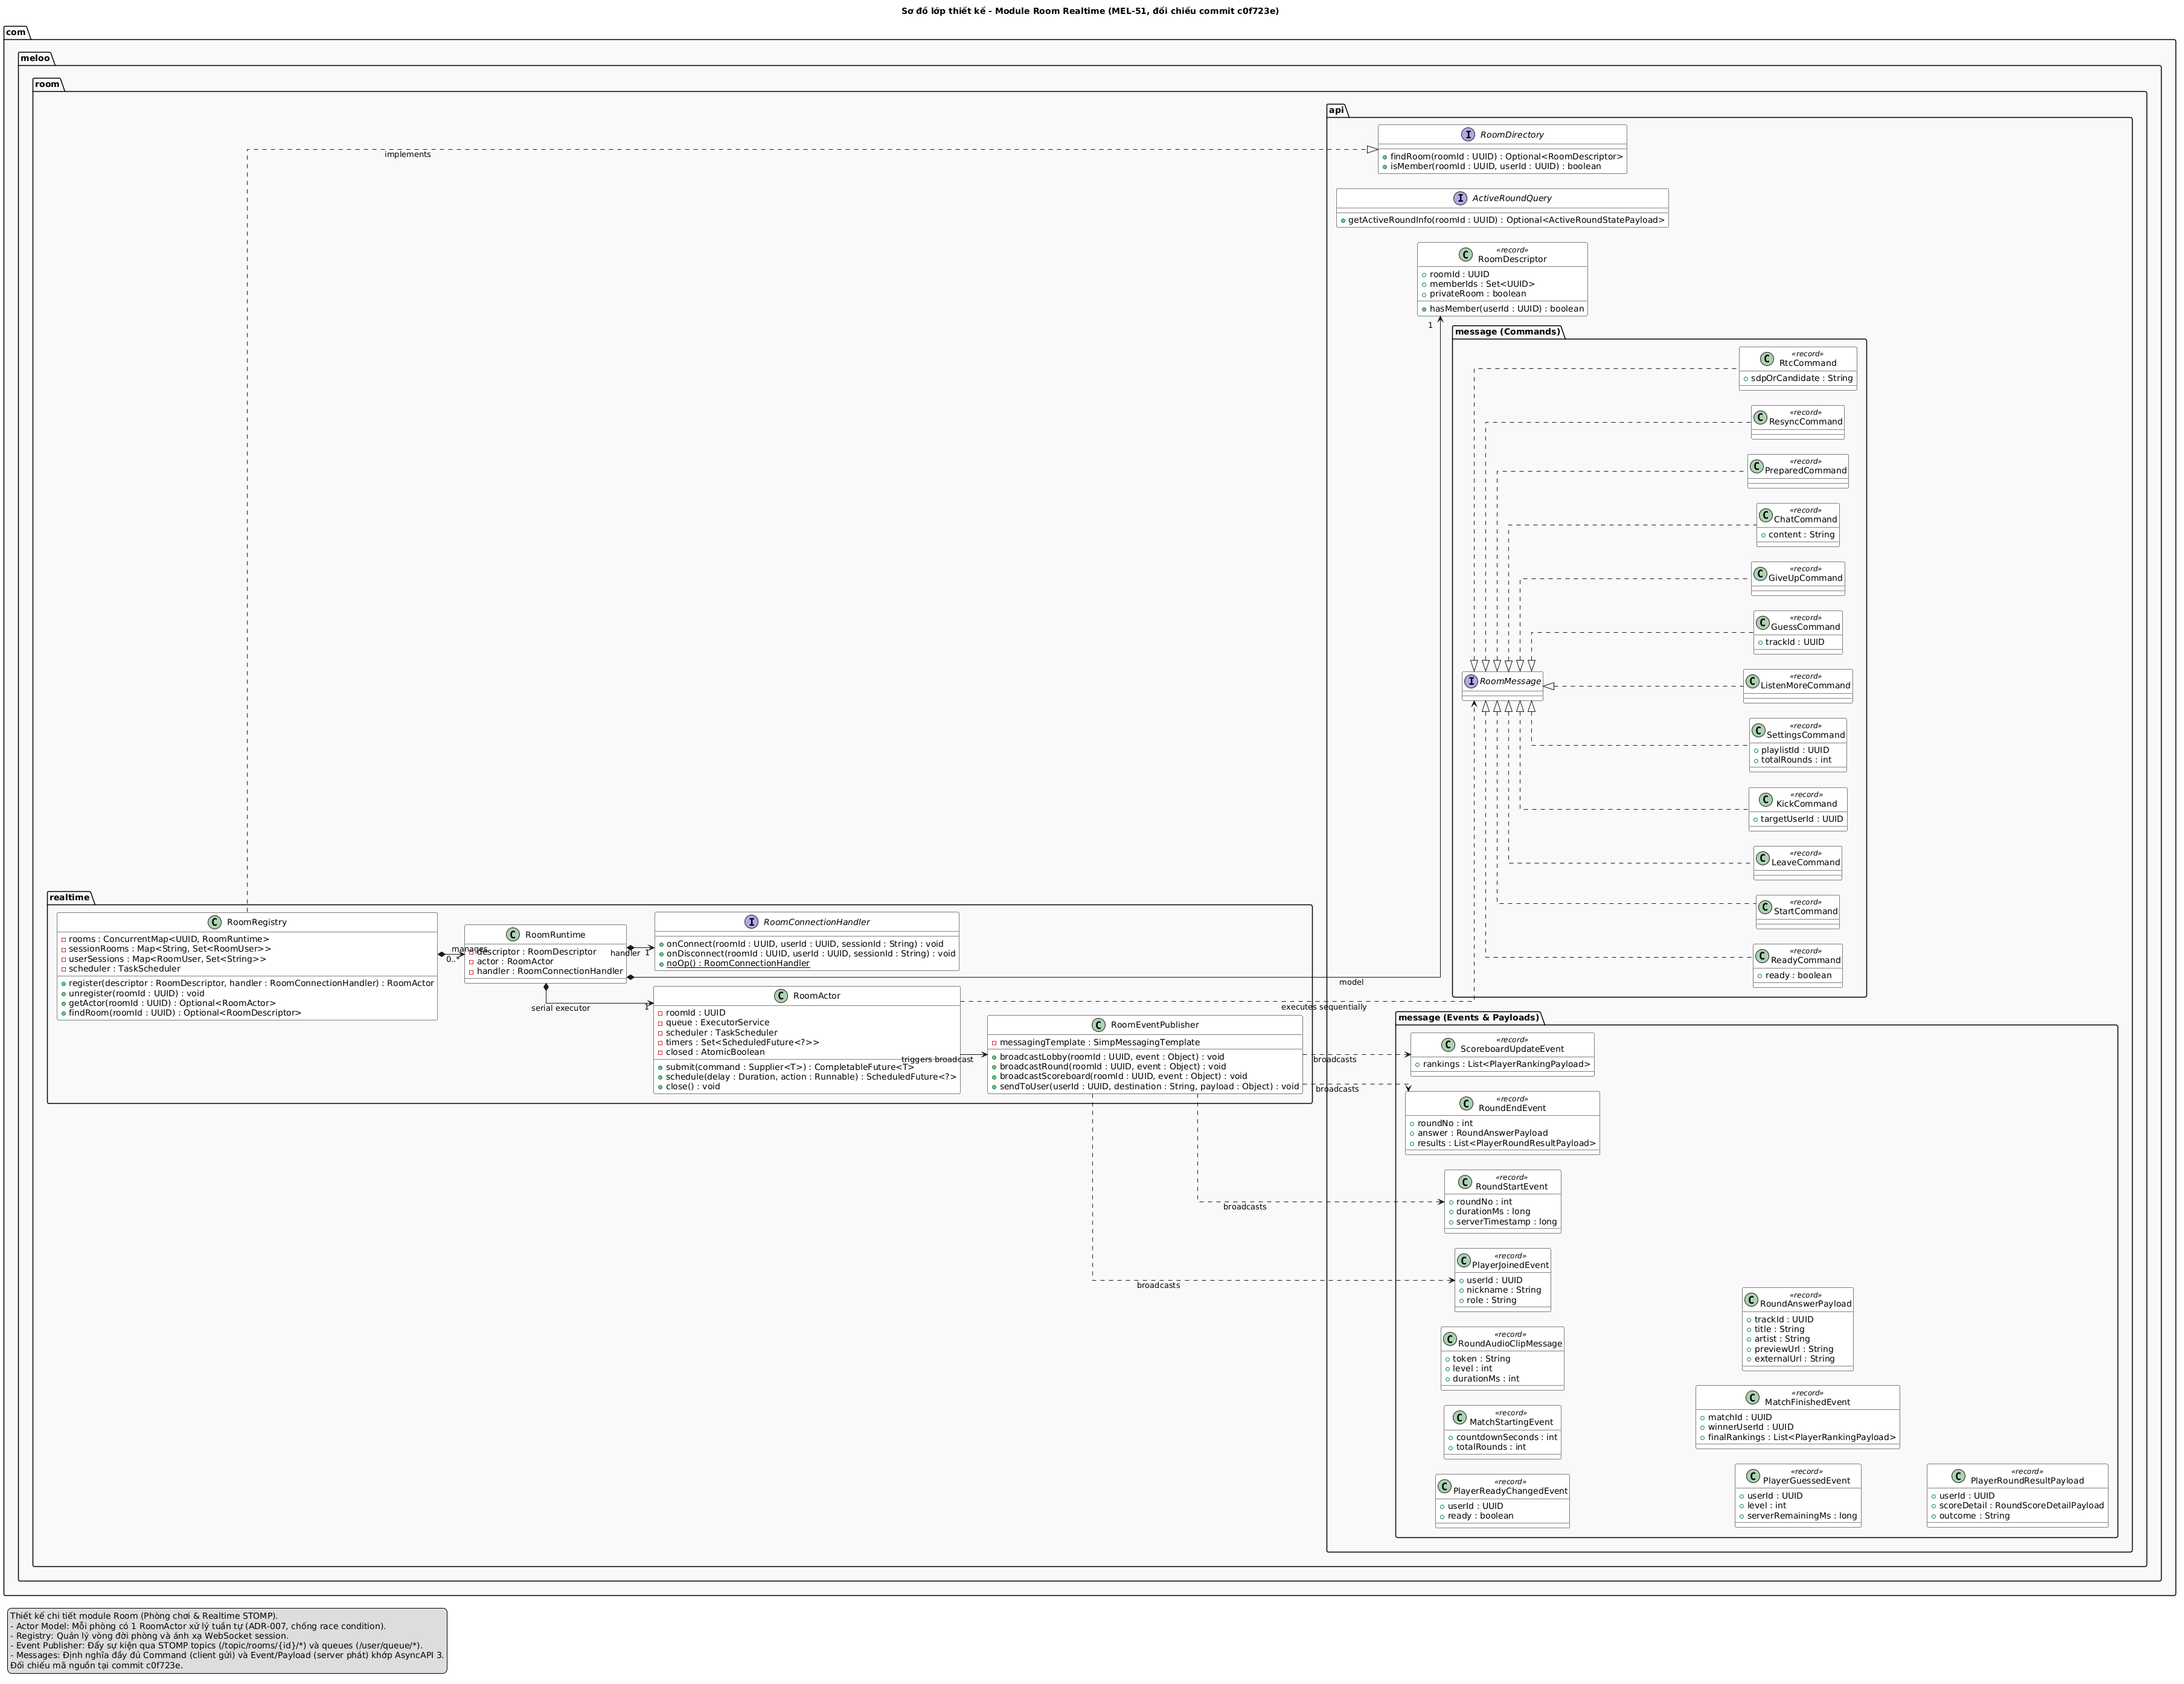 Sơ đồ lớp thiết kế - Module Room Realtime (MEL-51, đối chiếu commit c0f723e)
com
meloo
room
api
I RoomDirectory
findRoom(roomId : UUID) : Optional<RoomDescriptor>
isMember(roomId : UUID, userId : UUID) : boolean
implements
I ActiveRoundQuery
getActiveRoundInfo(roomId : UUID) : Optional<ActiveRoundStatePayload>
«record»
C RoomDescriptor
roomId : UUID
memberIds : Set<UUID>
privateRoom : boolean
hasMember(userId : UUID) : boolean
1
message (Commands)
«record»
C RtcCommand
sdpOrCandidate : String
«record»
C ResyncCommand
«record»
C PreparedCommand
«record»
C ChatCommand
content : String
«record»
C GiveUpCommand
«record»
C GuessCommand
trackId : UUID
I RoomMessage
«record»
C ListenMoreCommand
«record»
C SettingsCommand
playlistId : UUID
totalRounds : int
«record»
C KickCommand
targetUserId : UUID
«record»
C LeaveCommand
«record»
C StartCommand
«record»
C ReadyCommand
ready : boolean
realtime
C RoomRegistry
rooms : ConcurrentMap<UUID, RoomRuntime>
sessionRooms : Map<String, Set<RoomUser>>
userSessions : Map<RoomUser, Set<String>>
scheduler : TaskScheduler
register(descriptor : RoomDescriptor, handler : RoomConnectionHandler) : RoomActor
unregister(roomId : UUID) : void
getActor(roomId : UUID) : Optional<RoomActor>
findRoom(roomId : UUID) : Optional<RoomDescriptor>
manages
0..*
C RoomRuntime
descriptor : RoomDescriptor
actor : RoomActor
handler : RoomConnectionHandler
handler
1
I RoomConnectionHandler
onConnect(roomId : UUID, userId : UUID, sessionId : String) : void
onDisconnect(roomId : UUID, userId : UUID, sessionId : String) : void
noOp() : RoomConnectionHandler
model
serial executor
1
C RoomActor
roomId : UUID
queue : ExecutorService
scheduler : TaskScheduler
timers : Set<ScheduledFuture<?>>
closed : AtomicBoolean
submit(command : Supplier<T>) : CompletableFuture<T>
schedule(delay : Duration, action : Runnable) : ScheduledFuture<?>
close() : void
executes sequentially
triggers broadcast
C RoomEventPublisher
messagingTemplate : SimpMessagingTemplate
broadcastLobby(roomId : UUID, event : Object) : void
broadcastRound(roomId : UUID, event : Object) : void
broadcastScoreboard(roomId : UUID, event : Object) : void
sendToUser(userId : UUID, destination : String, payload : Object) : void
broadcasts
broadcasts
broadcasts
broadcasts
message (Events & Payloads)
«record»
C ScoreboardUpdateEvent
rankings : List<PlayerRankingPayload>
«record»
C RoundEndEvent
roundNo : int
answer : RoundAnswerPayload
results : List<PlayerRoundResultPayload>
«record»
C RoundStartEvent
roundNo : int
durationMs : long
serverTimestamp : long
«record»
C PlayerJoinedEvent
userId : UUID
nickname : String
role : String
«record»
C RoundAudioClipMessage
token : String
level : int
durationMs : int
«record»
C MatchStartingEvent
countdownSeconds : int
totalRounds : int
«record»
C PlayerReadyChangedEvent
userId : UUID
ready : boolean
«record»
C RoundAnswerPayload
trackId : UUID
title : String
artist : String
previewUrl : String
externalUrl : String
«record»
C MatchFinishedEvent
matchId : UUID
winnerUserId : UUID
finalRankings : List<PlayerRankingPayload>
«record»
C PlayerGuessedEvent
userId : UUID
level : int
serverRemainingMs : long
«record»
C PlayerRoundResultPayload
userId : UUID
scoreDetail : RoundScoreDetailPayload
outcome : String
Thiết kế chi tiết module Room (Phòng chơi & Realtime STOMP).
- Actor Model: Mỗi phòng có 1 RoomActor xử lý tuần tự (ADR-007, chống race condition).
- Registry: Quản lý vòng đời phòng và ánh xạ WebSocket session.
- Event Publisher: Đẩy sự kiện qua STOMP topics (/topic/rooms/{id}/*) và queues (/user/queue/*).
- Messages: Định nghĩa đầy đủ Command (client gửi) và Event/Payload (server phát) khớp AsyncAPI 3.
Đối chiếu mã nguồn tại commit c0f723e.